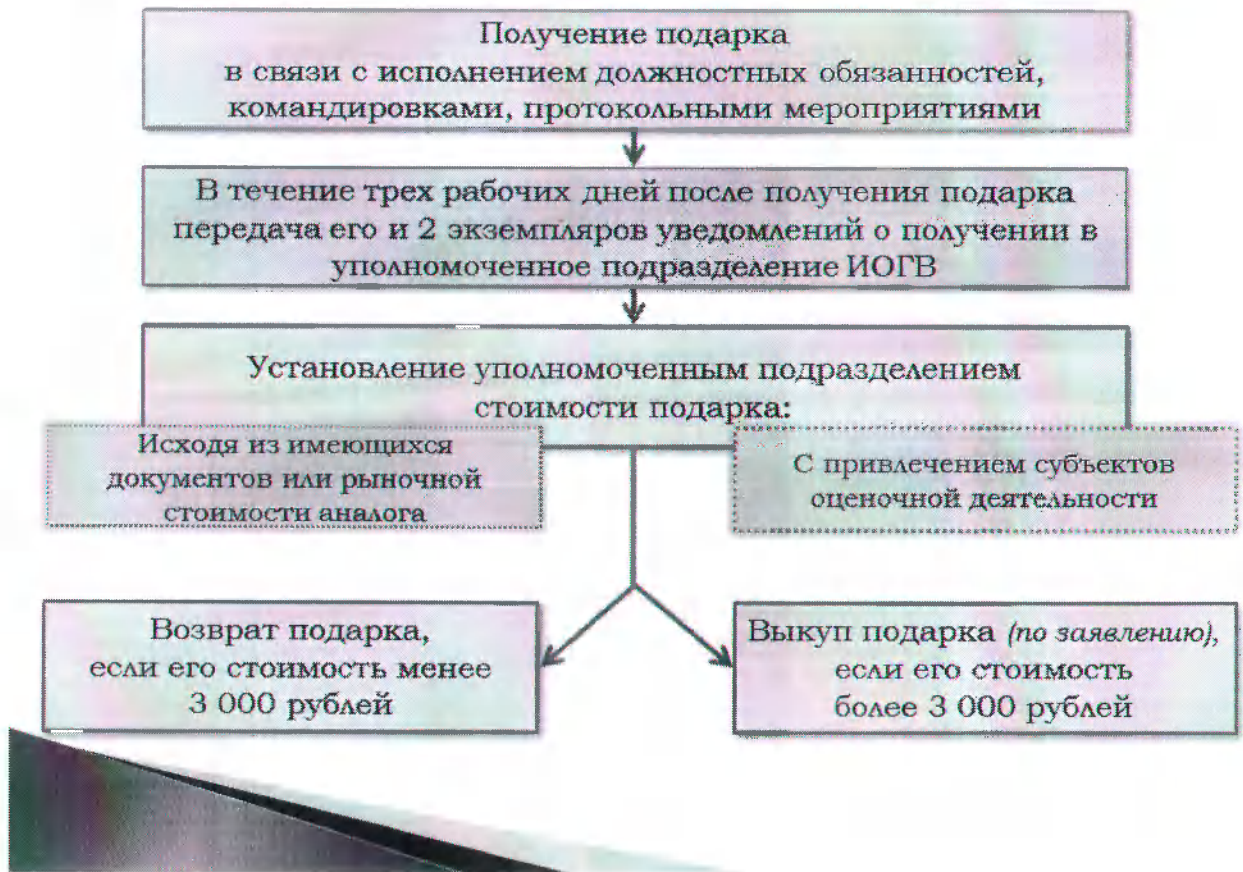 Получение подарка
в связи с исполнением должностных обязанностей,
командировками, протокольными мероприятиями
В течение трех рабочих дней после получения подарка
передача его и 2 экземпляров уведомлений о получении в
уполномоченное подразделение ИОГВ
Установление уполномоченным подразделением
стоимости подарка:
Исходя из имеющихся
документов или рыночной
стоимости аналога
С привлечением субъектов
оценочной деятельности
Возврат подарка,
если его стоимость менее
3 000 рублей
Выкуп подарка (по заявлению),
если его стоимость
более 3 000 рублей